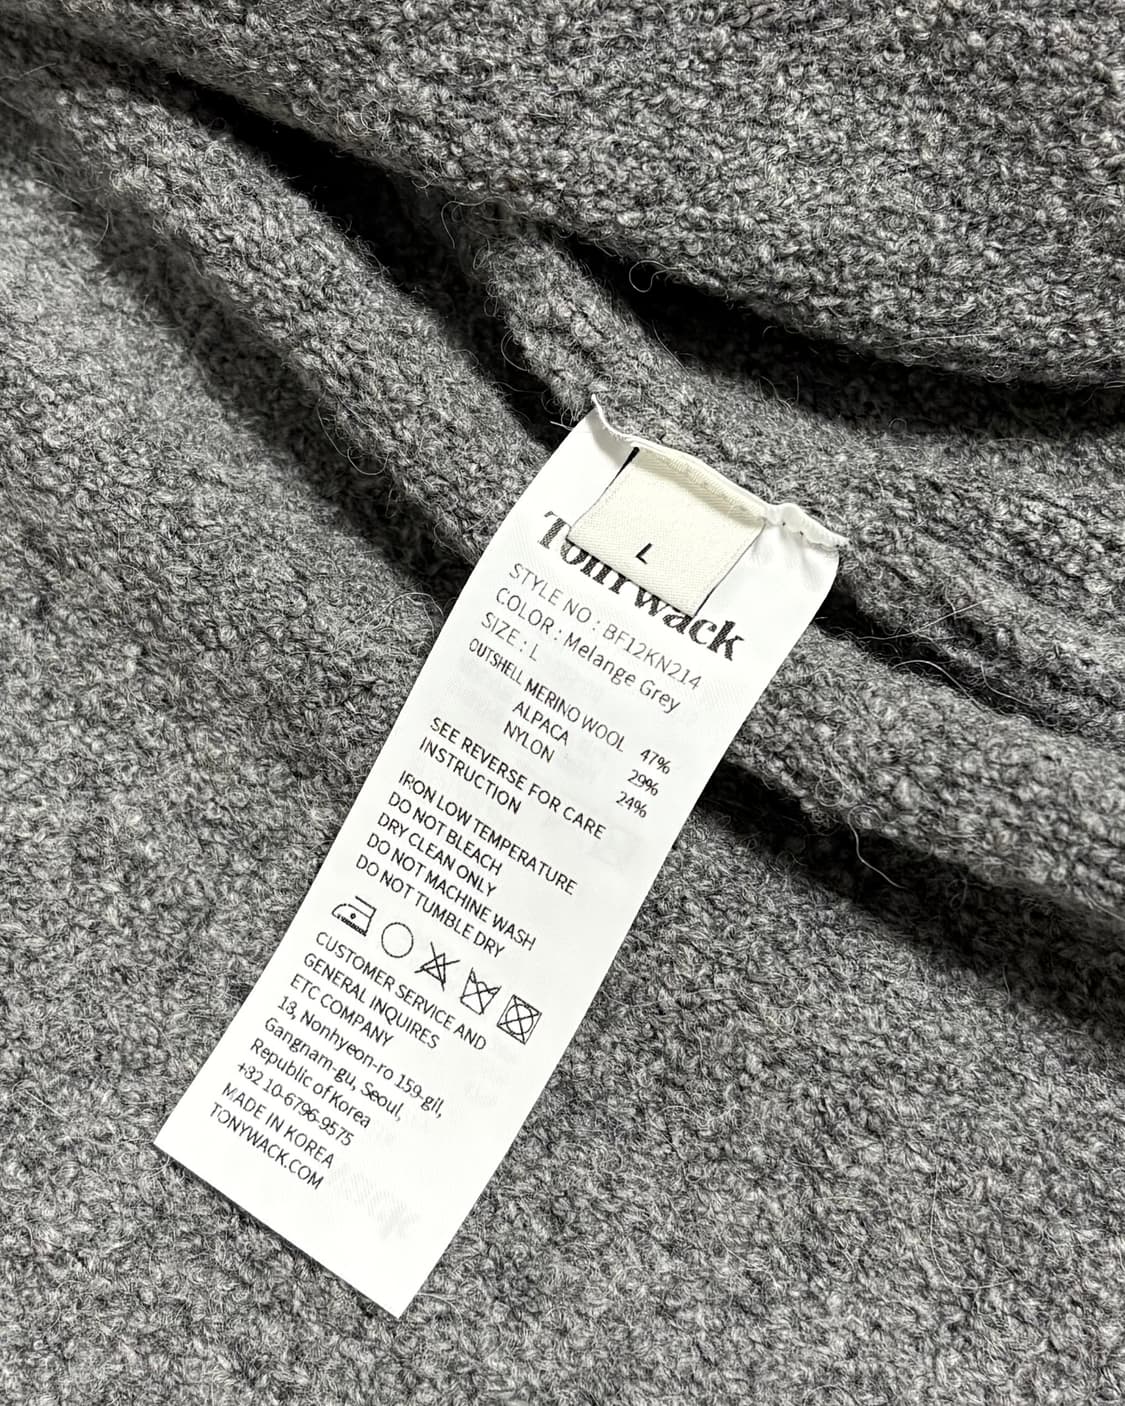 L
Tonywack
STYLE NO : BF12KN214
COLOR : Melange Grey
SIZE : L
OUTSHELL MERINO WOOL 47%
ALPACA 29%
NYLON 24%
SEE REVERSE FOR CARE
INSTRUCTION
IRON LOW TEMPERATURE
DO NOT BLEACH
DRY CLEAN ONLY
DO NOT MACHINE WASH
DO NOT TUMBLE DRY
CUSTOMER SERVICE AND
GENERAL INQUIRES
ETC COMPANY
13, Nonhyeon-ro 159-gil,
Gangnam-gu, Seoul,
Republic of Korea
+82 10-6796-9575
MADE IN KOREA
TONYWACK.COM